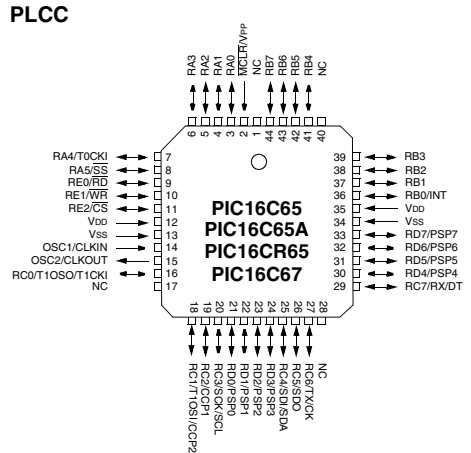 PLCC
RA3
RA2
RA1
RA0
MCLR/VPP
NC
RB7
RB6
RB5
RB4
NC
6
5
4
3
2
1
44
43
42
41
40
RA4/T0CKI 7
RA5/SS 8
RE0/RD 9
RE1/WR 10
RE2/CS 11
VDD 12
VSS 13
OSC1/CLKIN 14
OSC2/CLKOUT 15
RC0/T1OSO/T1CKI 16
NC 17
PIC16C65
PIC16C65A
PIC16CR65
PIC16C67
39 RB3
38 RB2
37 RB1
36 RB0/INT
35 VDD
34 VSS
33 RD7/PSP7
32 RD6/PSP6
31 RD5/PSP5
30 RD4/PSP4
29 RC7/RX/DT
18
19
20
21
22
23
24
25
26
27
28
RC1/T1OSI/CCP2
RC2/CCP1
RC3/SCK/SCL
RD0/PSP0
RD1/PSP1
RD2/PSP2
RD3/PSP3
RC4/SDI/SDA
RC5/SDO
RC6/TX/CK
NC